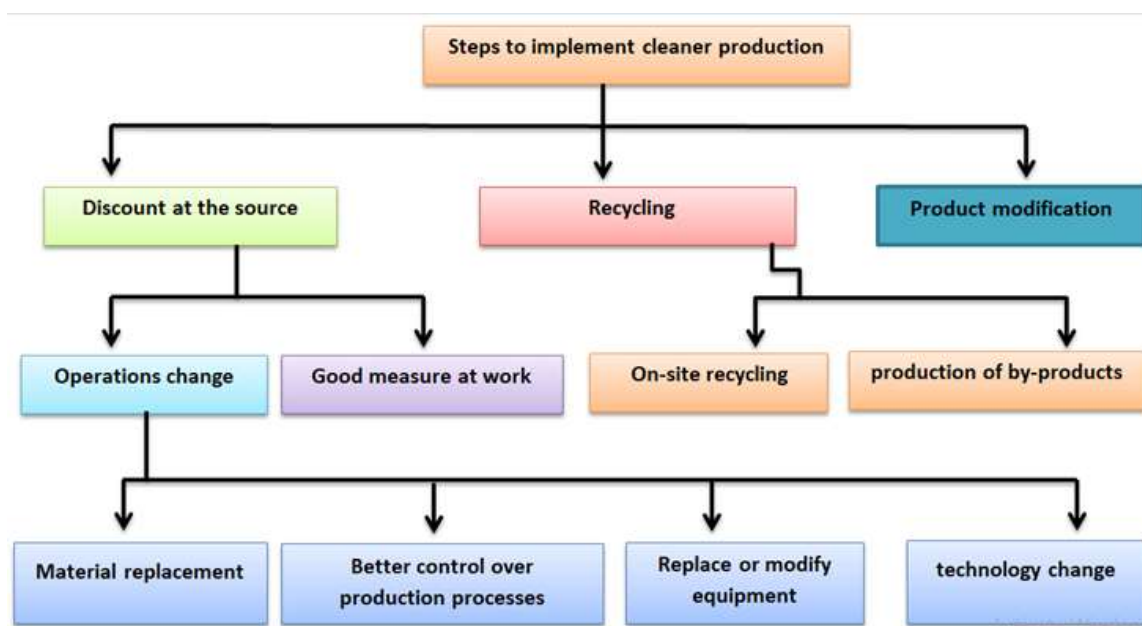 Steps to implement cleaner production
Discount at the source
Recycling
Product modification
Operations change
Good measure at work
On-site recycling
production of by-products
Material replacement
Better control over
production processes
Replace or modify
equipment
technology change